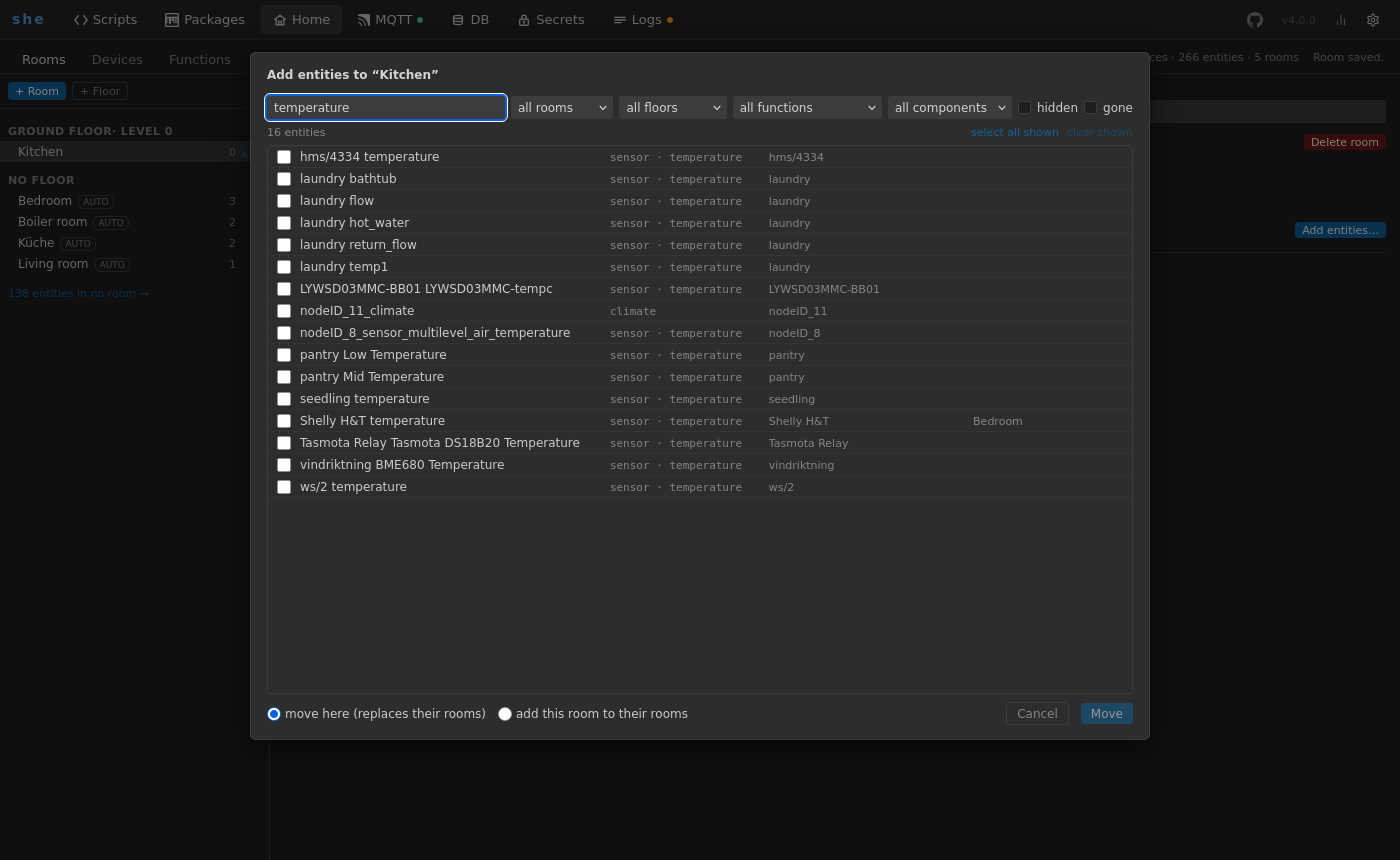 she Scripts Packages Home MQTT DB Secrets Logs v4.0.0
Rooms Devices Functions ces · 266 entities · 5 rooms Room saved.
+ Room + Floor
GROUND FLOOR· LEVEL 0
Kitchen 0
NO FLOOR
Bedroom AUTO 3
Boiler room AUTO 2
Küche AUTO 2
Living room AUTO 1
138 entities in no room →
Delete room
Add entities...
Add entities to “Kitchen”
temperature all rooms all floors all functions all components hidden gone
16 entities select all shown clear shown
hms/4334 temperature sensor · temperature hms/4334
laundry bathtub sensor · temperature laundry
laundry flow sensor · temperature laundry
laundry hot_water sensor · temperature laundry
laundry return_flow sensor · temperature laundry
laundry temp1 sensor · temperature laundry
LYWSD03MMC-BB01 LYWSD03MMC-tempc sensor · temperature LYWSD03MMC-BB01
nodeID_11_climate climate nodeID_11
nodeID_8_sensor_multilevel_air_temperature sensor · temperature nodeID_8
pantry Low Temperature sensor · temperature pantry
pantry Mid Temperature sensor · temperature pantry
seedling temperature sensor · temperature seedling
Shelly H&T temperature sensor · temperature Shelly H&T Bedroom
Tasmota Relay Tasmota DS18B20 Temperature sensor · temperature Tasmota Relay
vindriktning BME680 Temperature sensor · temperature vindriktning
ws/2 temperature sensor · temperature ws/2
move here (replaces their rooms) add this room to their rooms Cancel Move